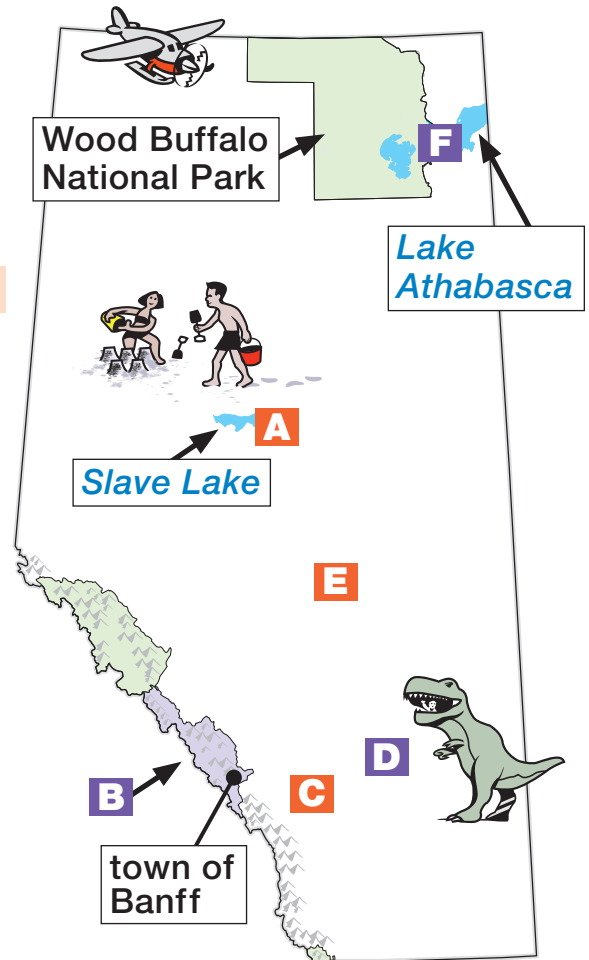 Wood Buffalo
National Park
F
Lake
Athabasca
A
Slave Lake
E
D
B
C
town of
Banff